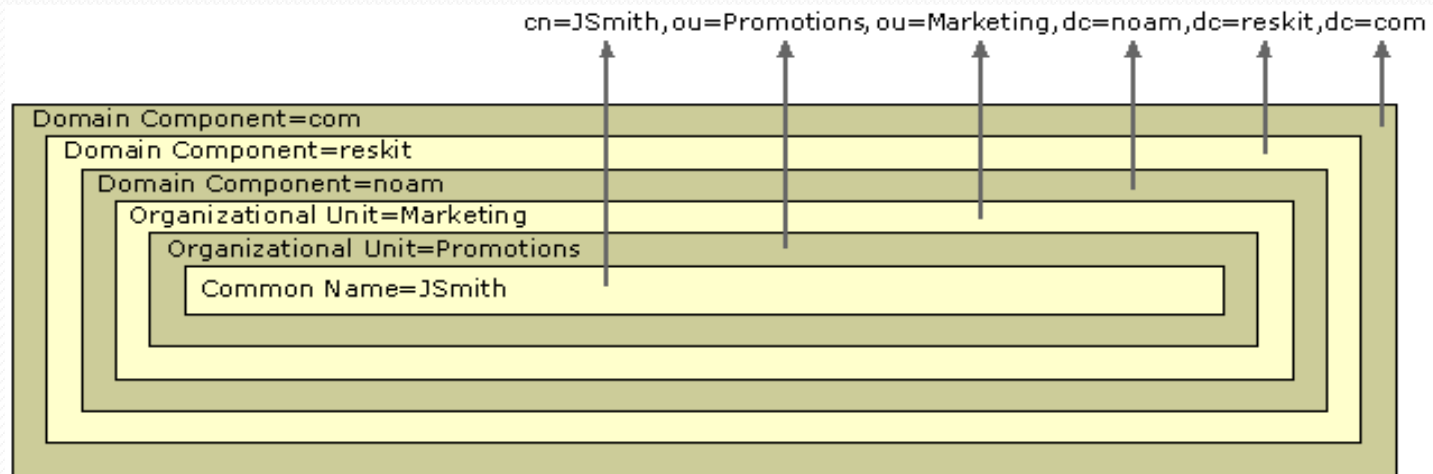 cn=JSmith,ou=Promotions,ou=Marketing,dc=noam,dc=reskit,dc=com
Domain Component=com
Domain Component=reskit
Domain Component=noam
Organizational Unit=Marketing
Organizational Unit=Promotions
Common Name=JSmith